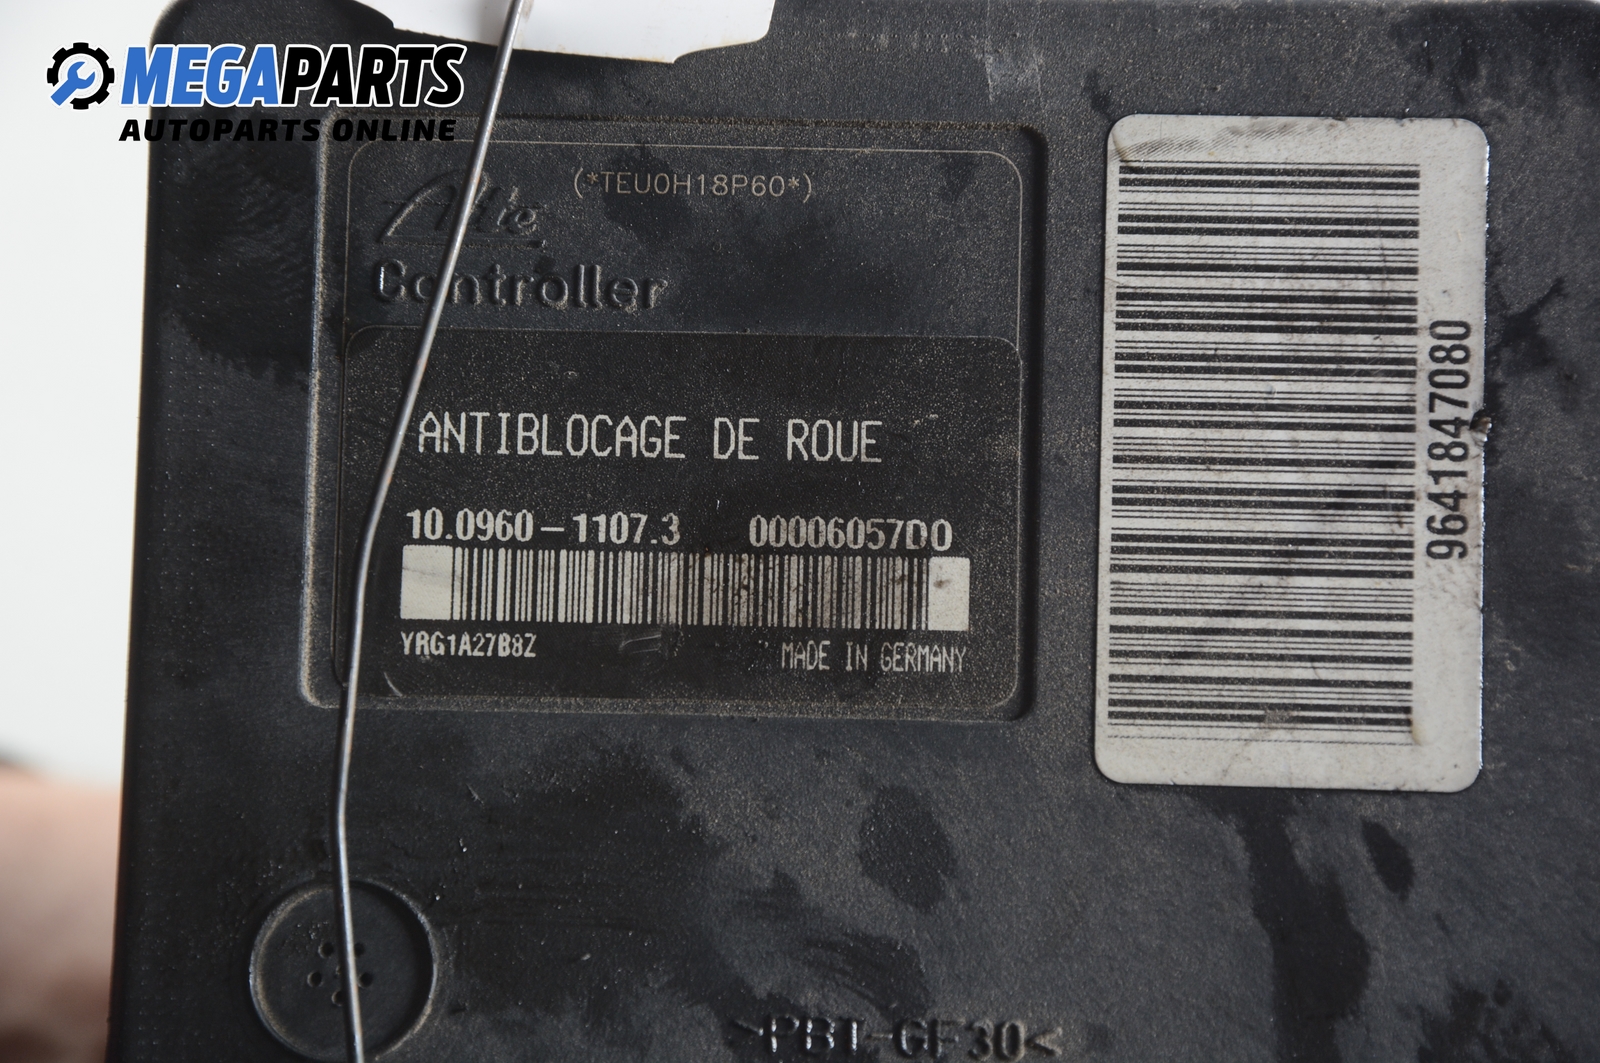 MEGAPARTS
AUTOPARTS ONLINE
(*TEU0H18P60*)
Ate
Controller
ANTIBLOCAGE DE ROUE
10.0960-1107.3 00006057D0
YRG1A27B8Z MADE IN GERMANY
9641847080
>PBT-GF30<